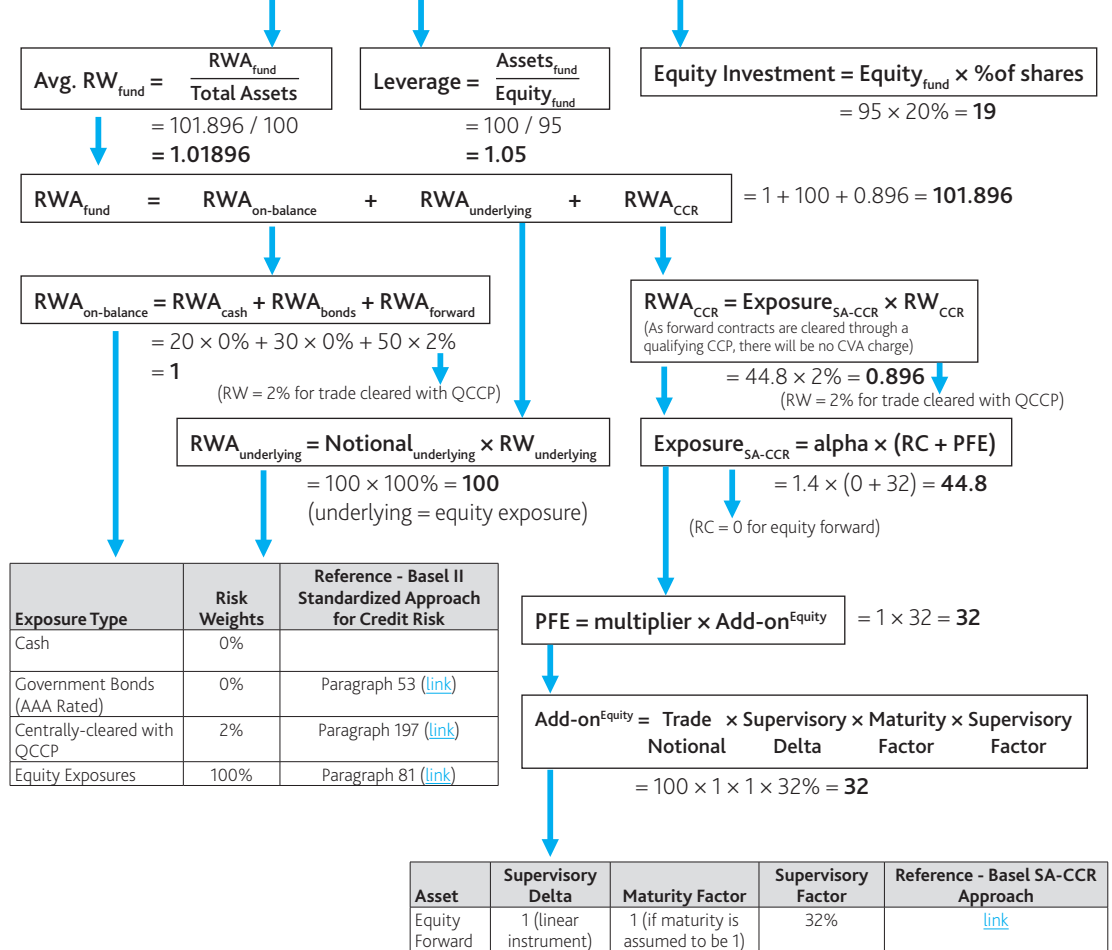 Avg. RWfund = RWAfund / Total Assets
= 101.896 / 100
= 1.01896
Leverage = Assetsfund / Equityfund
= 100 / 95
= 1.05
Equity Investment = Equityfund × %of shares
= 95 × 20% = 19
RWAfund = RWAon-balance + RWAunderlying + RWACCR
= 1 + 100 + 0.896 = 101.896
RWAon-balance = RWAcash + RWAbonds + RWAforward
= 20 × 0% + 30 × 0% + 50 × 2%
= 1
(RW = 2% for trade cleared with QCCP)
RWACCR = ExposureSA-CCR × RWCCR
(As forward contracts are cleared through a
qualifying CCP, there will be no CVA charge)
= 44.8 × 2% = 0.896
(RW = 2% for trade cleared with QCCP)
RWAunderlying = Notionalunderlying × RWunderlying
= 100 × 100% = 100
(underlying = equity exposure)
ExposureSA-CCR = alpha × (RC + PFE)
= 1.4 × (0 + 32) = 44.8
(RC = 0 for equity forward)
Exposure Type | Risk Weights | Reference - Basel II Standardized Approach for Credit Risk
Cash | 0% |
Government Bonds (AAA Rated) | 0% | Paragraph 53 (link)
Centrally-cleared with QCCP | 2% | Paragraph 197 (link)
Equity Exposures | 100% | Paragraph 81 (link)
PFE = multiplier × Add-onEquity
= 1 × 32 = 32
Add-onEquity = Trade Notional × Supervisory Delta × Maturity Factor × Supervisory Factor
= 100 × 1 × 1 × 32% = 32
Asset | Supervisory Delta | Maturity Factor | Supervisory Factor | Reference - Basel SA-CCR Approach
Equity Forward | 1 (linear instrument) | 1 (if maturity is assumed to be 1) | 32% | link